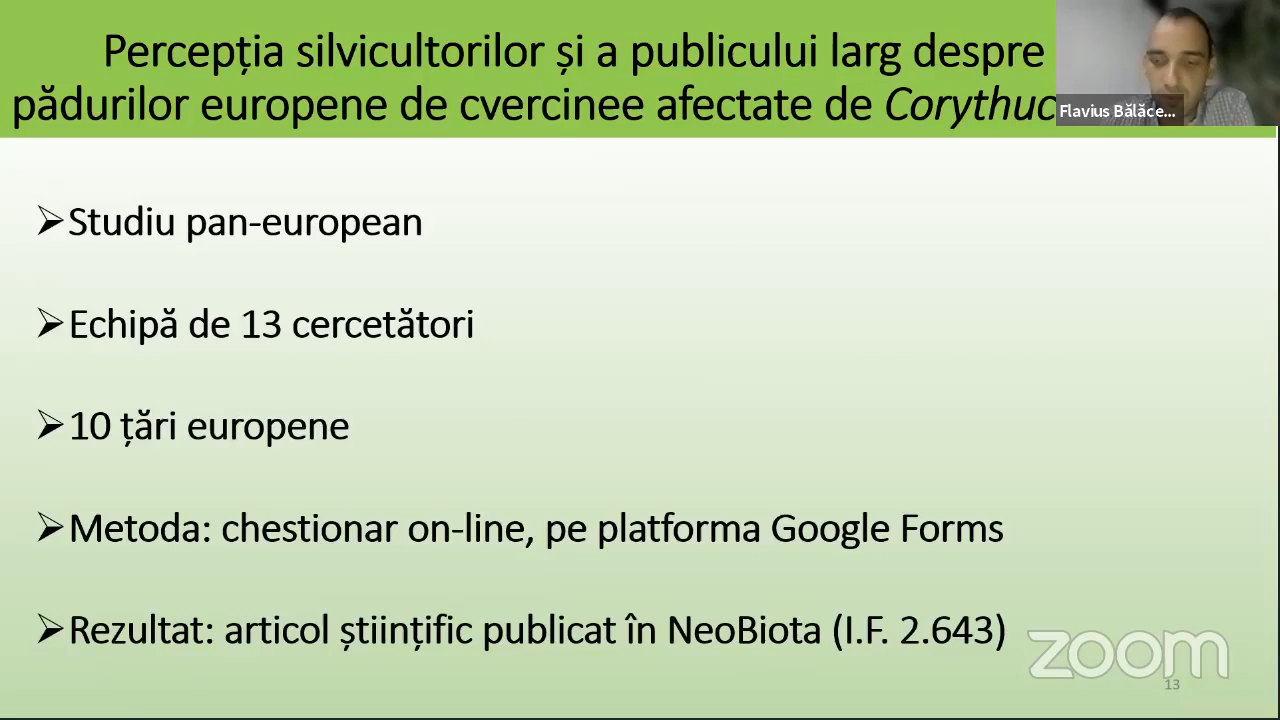 Percepția silvicultorilor și a publicului larg despre
pădurilor europene de cvercinee afectate de Corythuc
Flavius Bălăce...
➢Studiu pan-european
➢Echipă de 13 cercetători
➢10 țări europene
➢Metoda: chestionar on-line, pe platforma Google Forms
➢Rezultat: articol științific publicat în NeoBiota (I.F. 2.643)
zoom
13